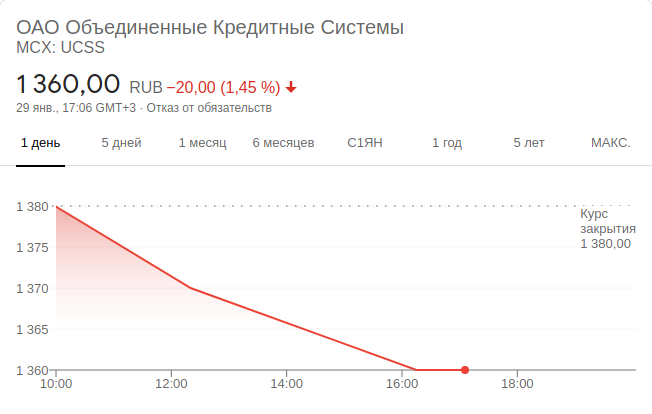 ОАО Объединенные Кредитные Системы
MCX: UCSS
1 360,00 RUB −20,00 (1,45 %)
29 янв., 17:06 GMT+3 · Отказ от обязательств
1 день 5 дней 1 месяц 6 месяцев С1ЯН 1 год 5 лет МАКС.
1 380
Курс
закрытия
1 380,00
1 375
1 370
1 365
1 360
10:00 12:00 14:00 16:00 18:00